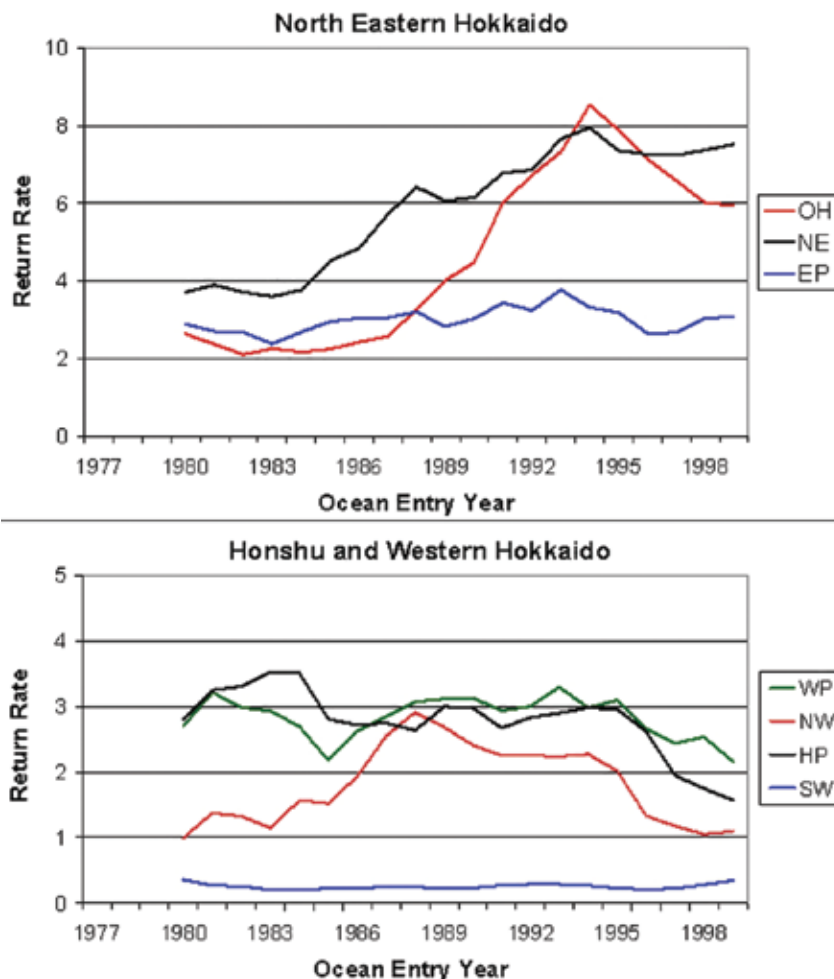 North Eastern Hokkaido
10
8
6
4
2
0
Return Rate
1977 1980 1983 1986 1989 1992 1995 1998
Ocean Entry Year
OH
NE
EP
Honshu and Western Hokkaido
5
4
3
2
1
0
Return Rate
1977 1980 1983 1986 1989 1992 1995 1998
Ocean Entry Year
WP
NW
HP
SW